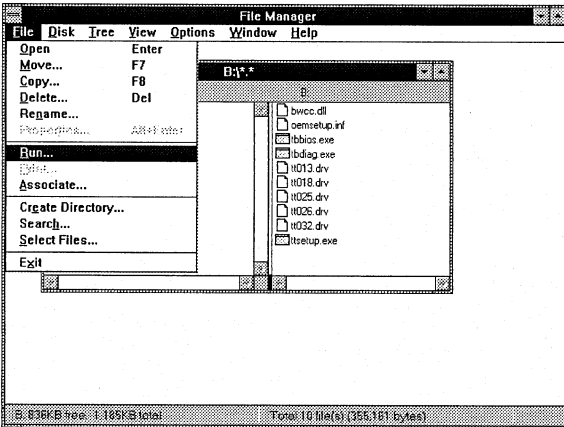 File Manager
File Disk Tree View Options Window Help
Open Enter
Move... F7
Copy... F8
Delete... Del
Rename...
Properties... Alt+Enter
Run...
Print...
Associate...
Create Directory...
Search...
Select Files...
Exit
B:\*.*
B:
bwcc.dll
oemsetup.inf
tbbios.exe
tbdiag.exe
tt013.drv
tt018.drv
tt025.drv
tt026.drv
tt032.drv
ttsetup.exe
B: 836KB free, 1,185KB total
Total 10 file(s) (355,161 bytes)